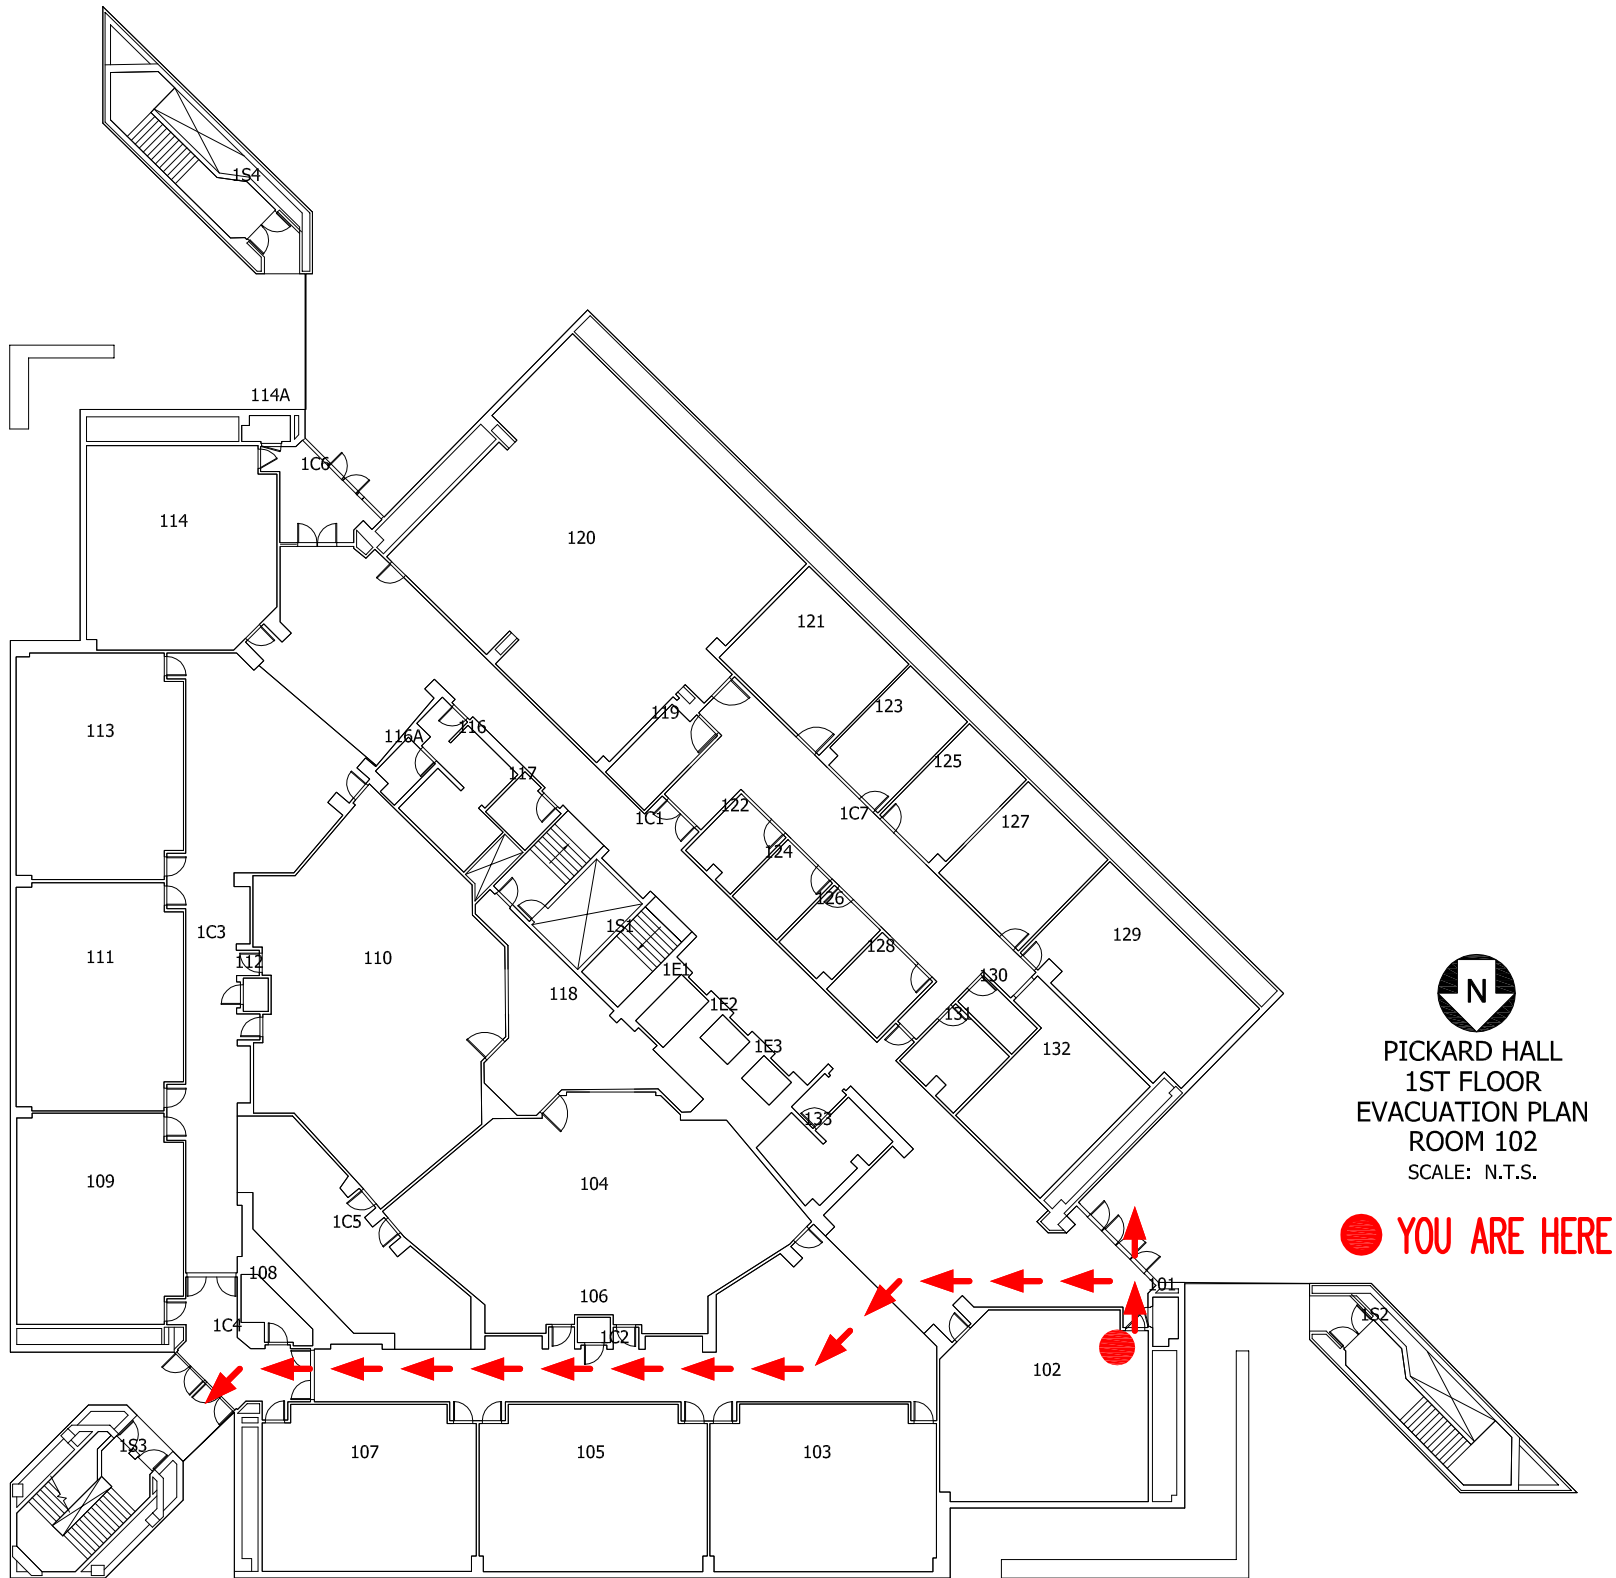 1S4
114A
1C6
114
120
121
113
123
119
116
116A
125
117
122
1C7
1C1
127
124
126
1S1
1C3
128
129
111
110
112
1E1
130
118
1E2
131
1E3
132
133
109
104
1C5
108
101
106
1C4
1C2
1S2
102
107
105
103
1S3
N
PICKARD HALL
1ST FLOOR
EVACUATION PLAN
ROOM 102
SCALE: N.T.S.
YOU ARE HERE